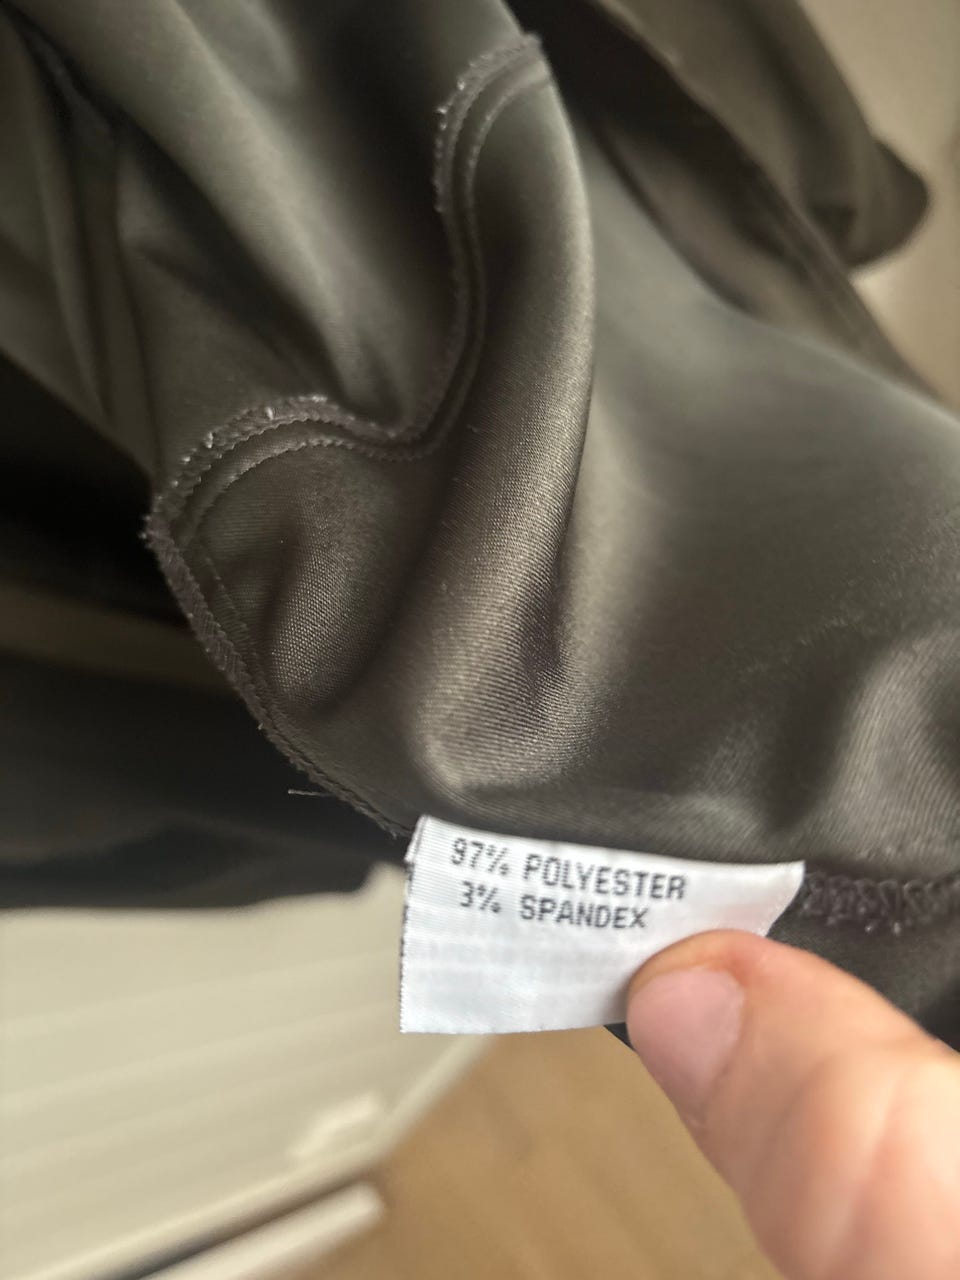 97% POLYESTER
3% SPANDEX